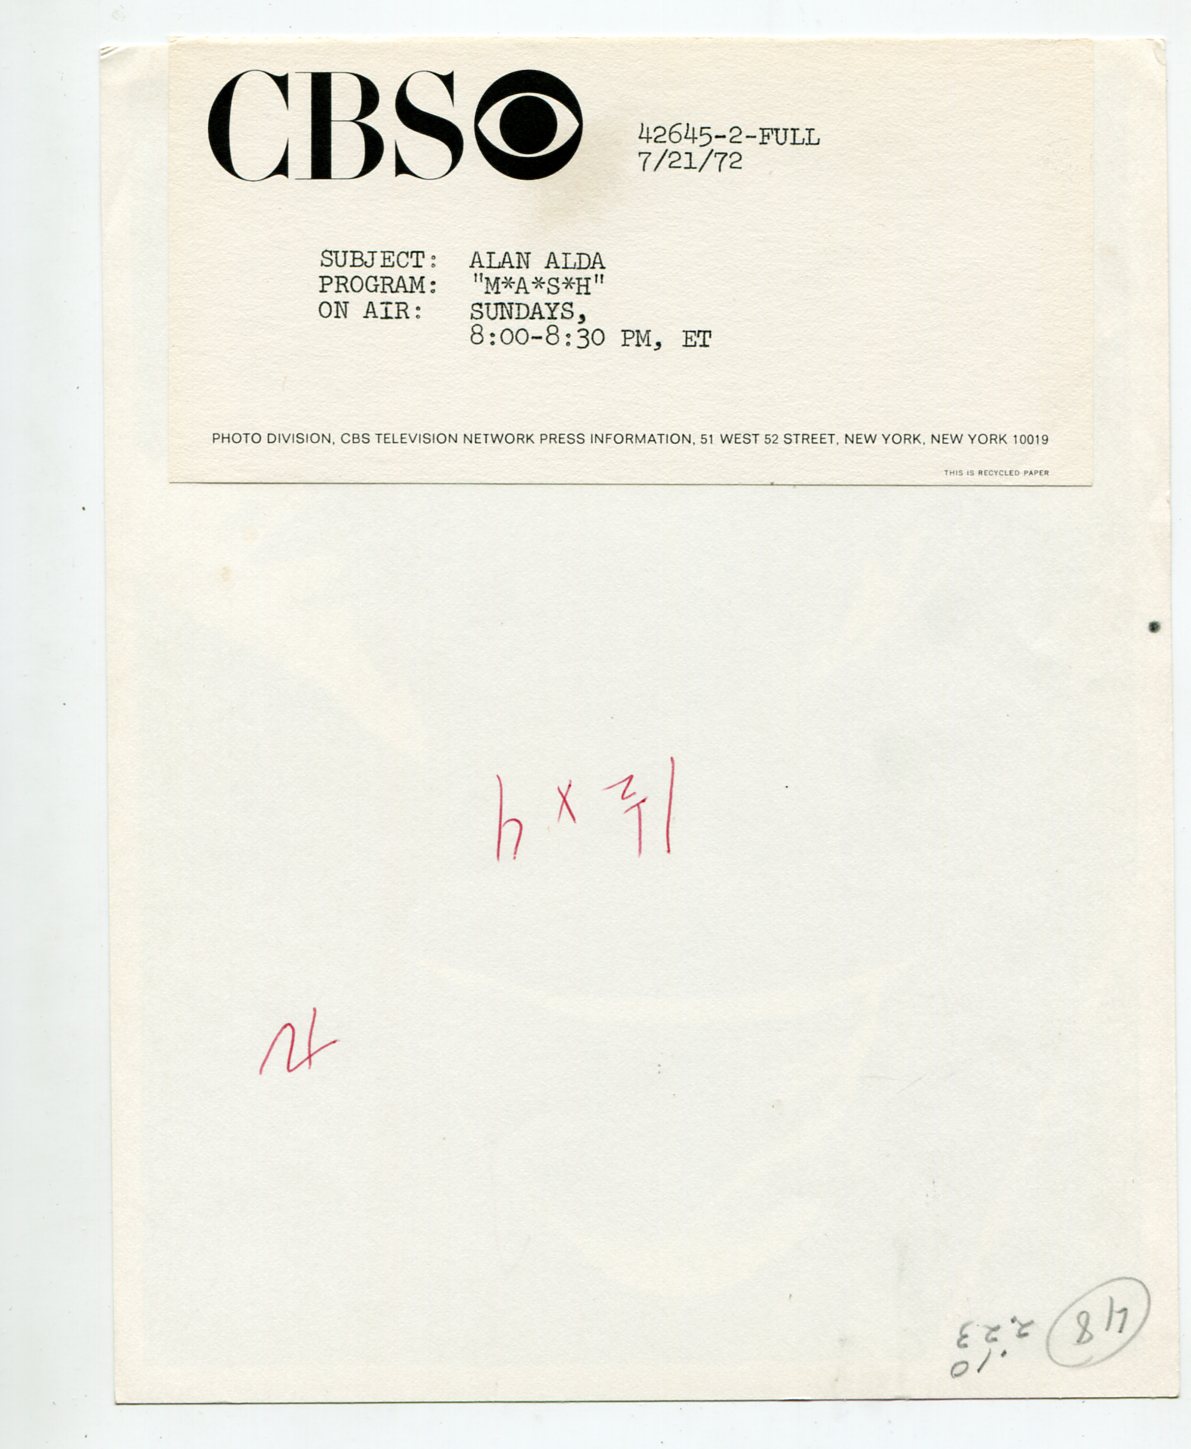 CBS
42645-2-FULL
7/21/72
SUBJECT: ALAN ALDA
PROGRAM: "M*A*S*H"
ON AIR: SUNDAYS,
8:00-8:30 PM, ET
PHOTO DIVISION, CBS TELEVISION NETWORK PRESS INFORMATION, 51 WEST 52 STREET, NEW YORK, NEW YORK 10019
THIS IS RECYCLED PAPER
48